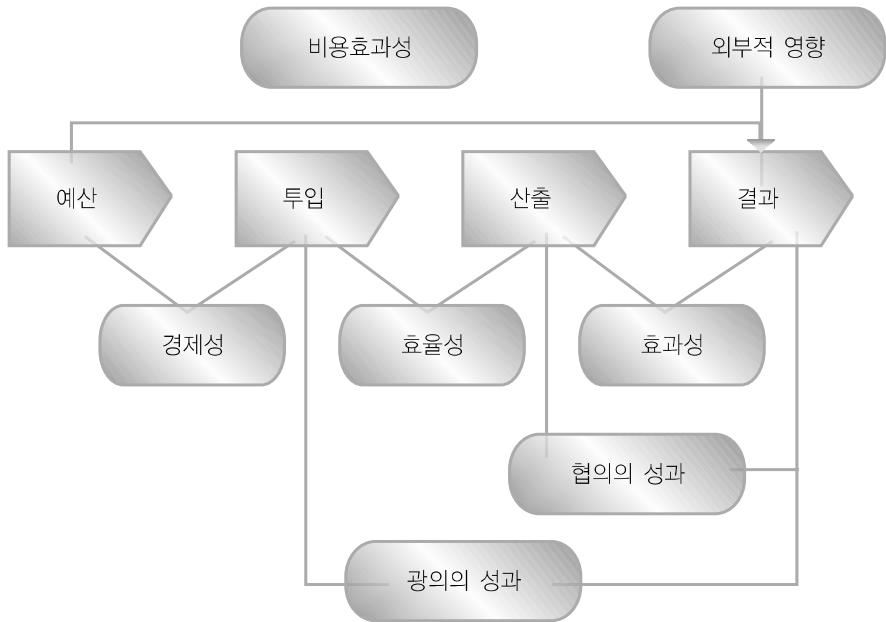 비용효과성
외부적 영향
예산
투입
산출
결과
경제성
효율성
효과성
협의의 성과
광의의 성과